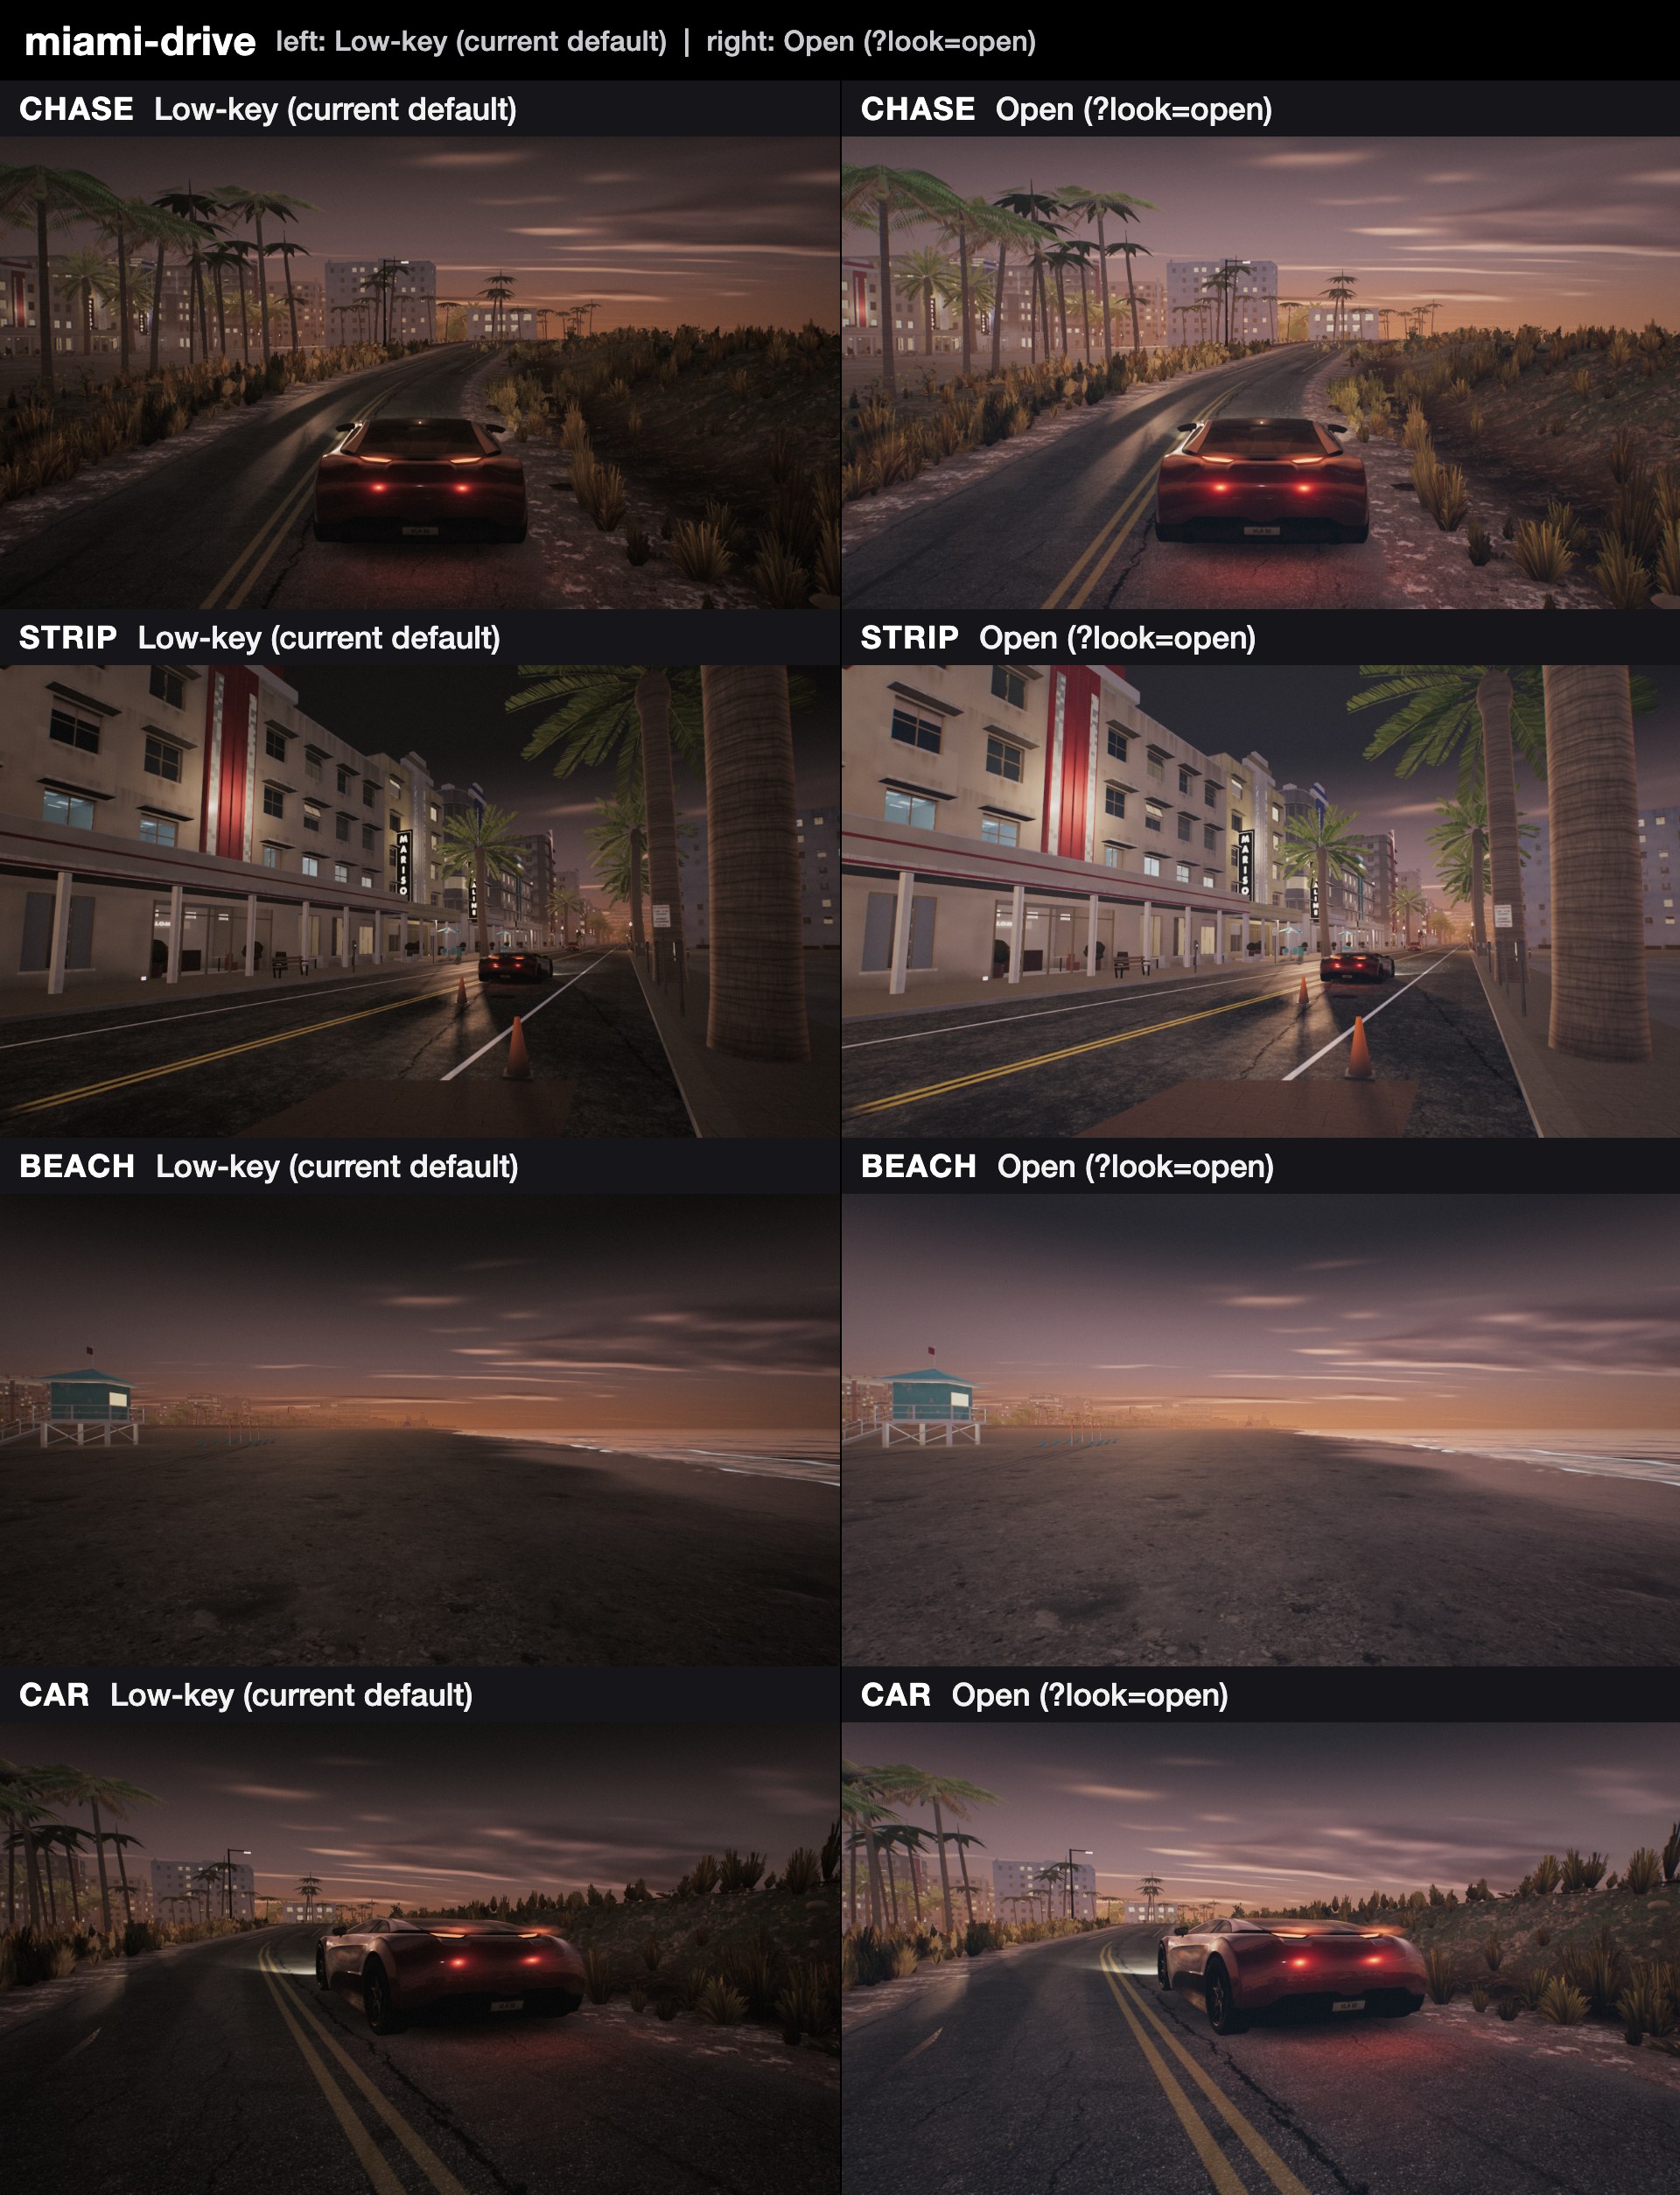 miami-drive left: Low-key (current default) | right: Open (?look=open)
CHASE Low-key (current default)
CHASE Open (?look=open)
STRIP Low-key (current default)
STRIP Open (?look=open)
MARISO
MARISO
BEACH Low-key (current default)
BEACH Open (?look=open)
CAR Low-key (current default)
CAR Open (?look=open)